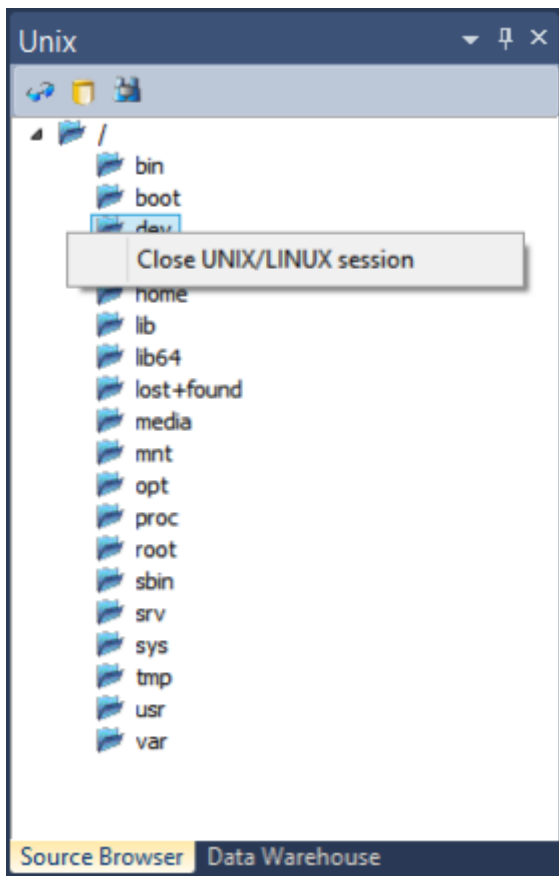 Unix
/
bin
boot
dev
Close UNIX/LINUX session
home
lib
lib64
lost+found
media
mnt
opt
proc
root
sbin
srv
sys
tmp
usr
var
Source Browser
Data Warehouse